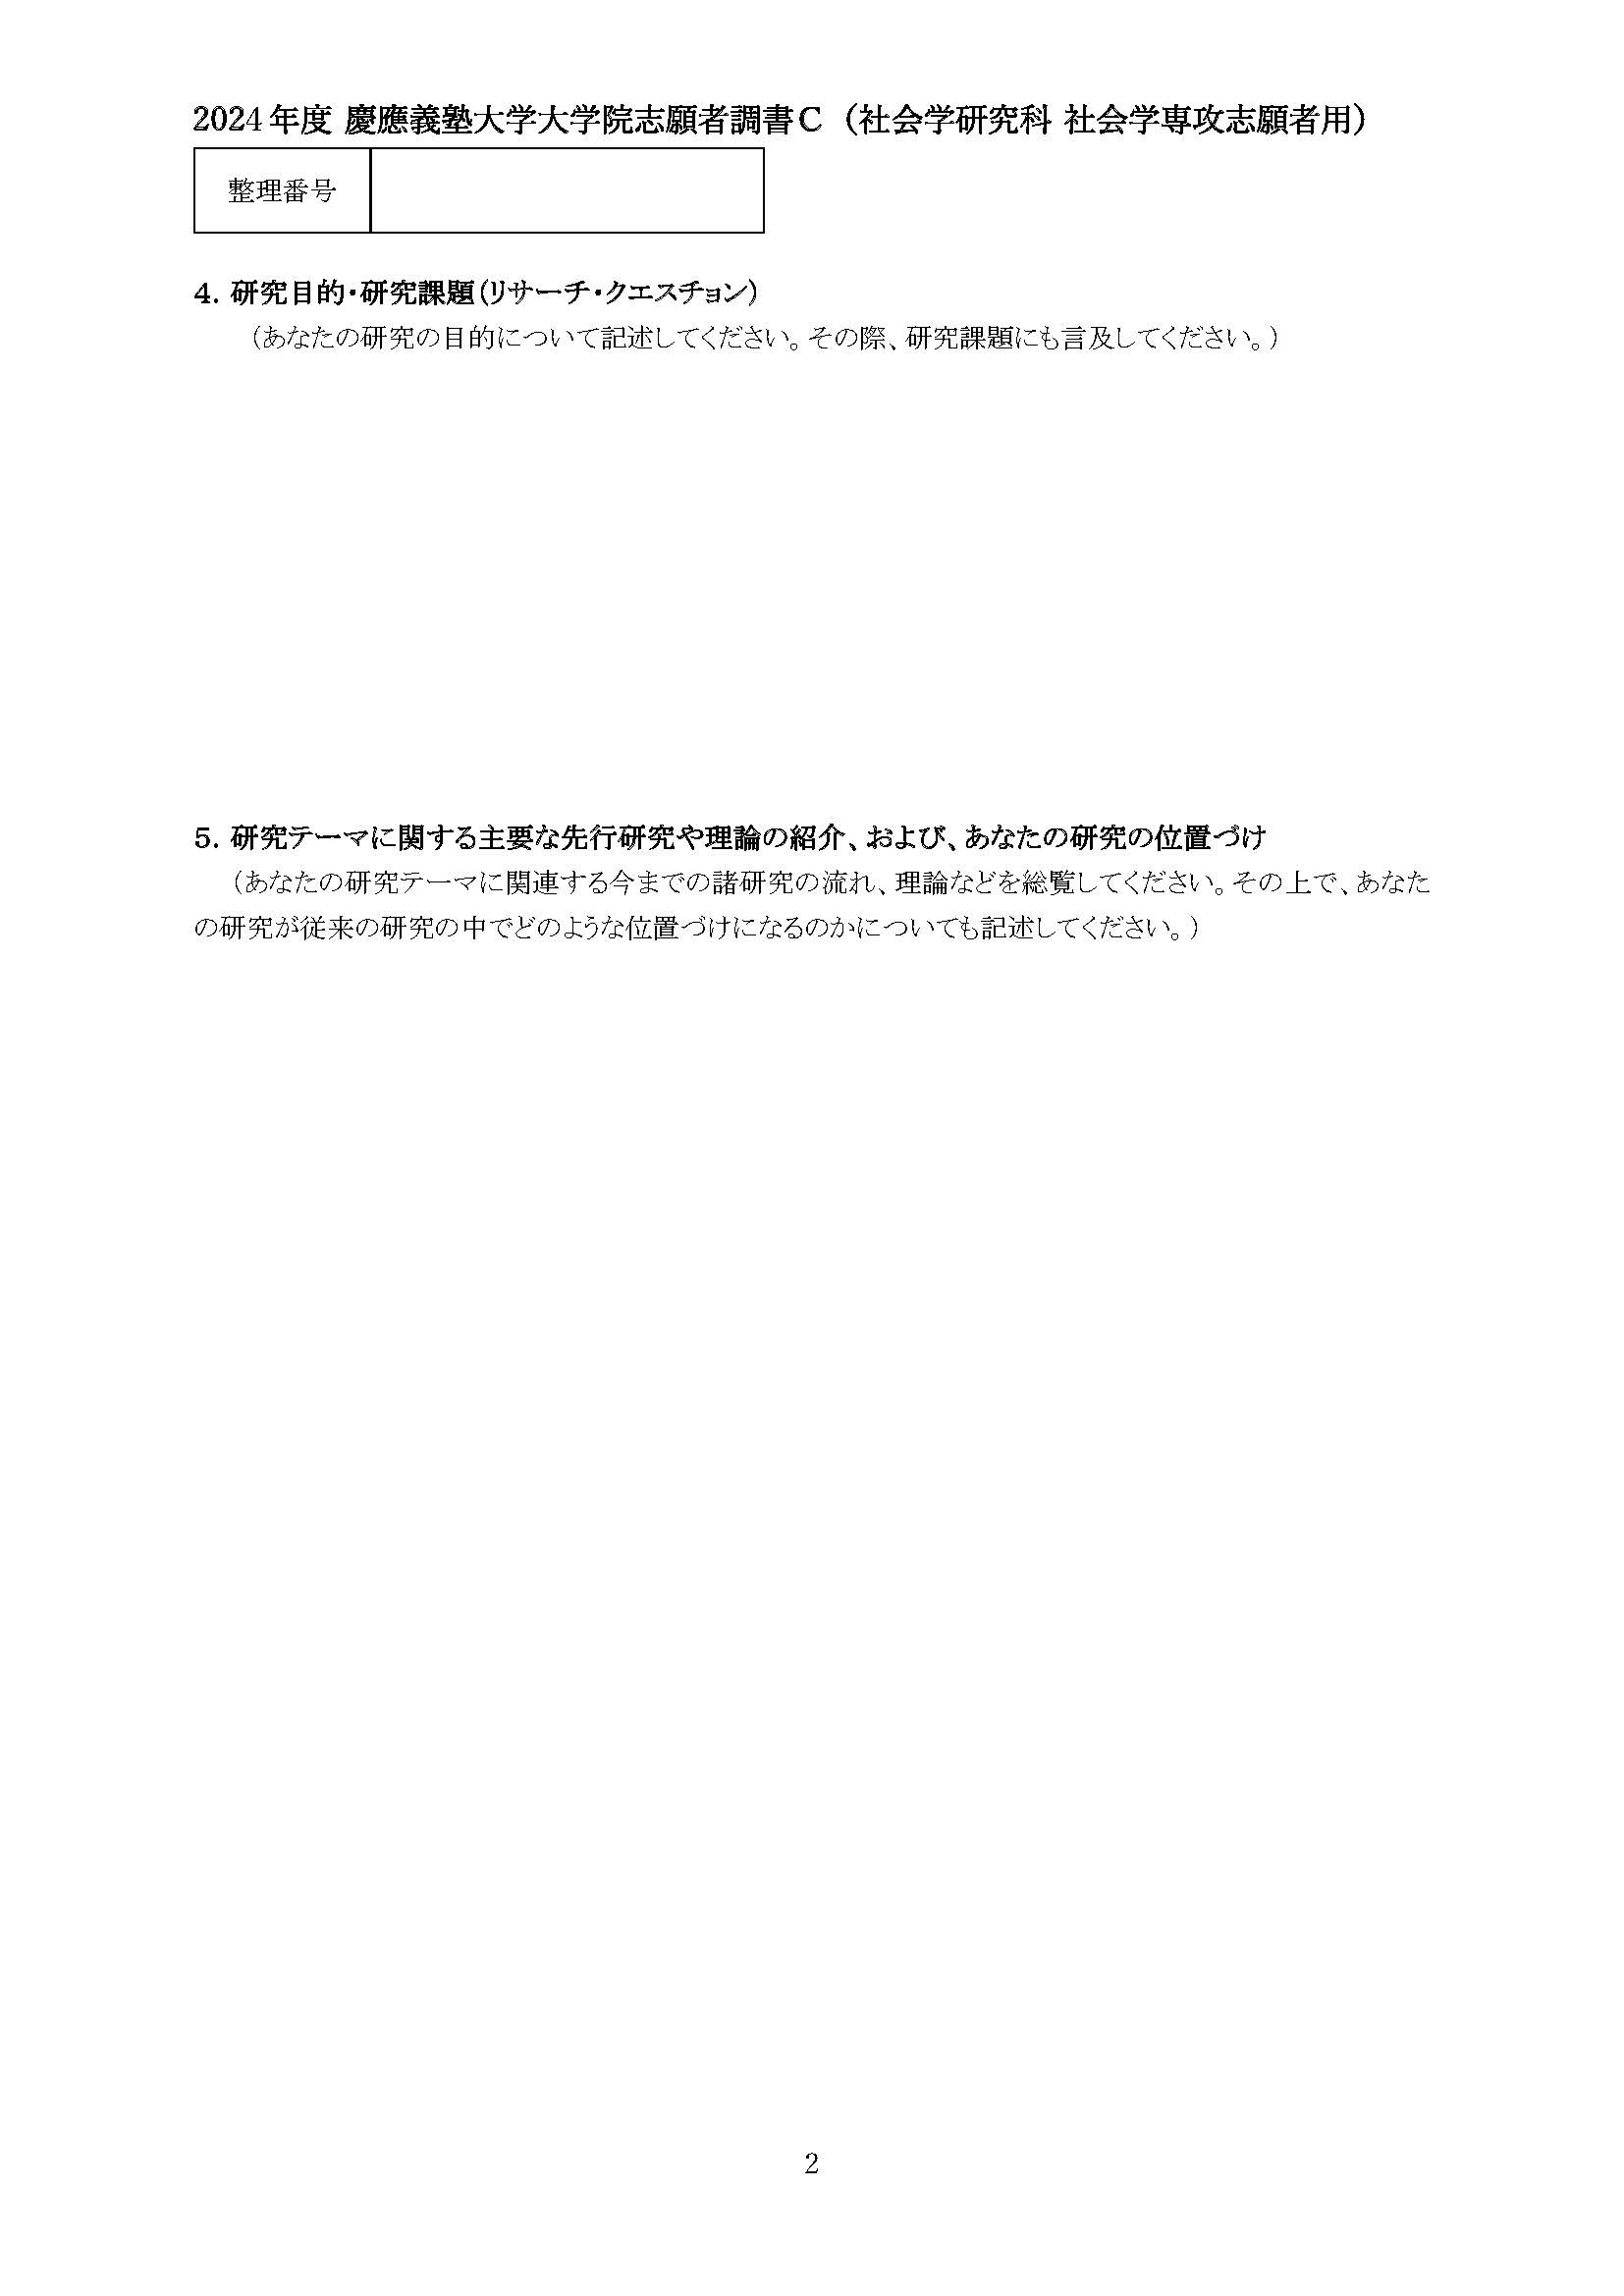 2024年度 慶應義塾大学大学院志願者調書C（社会学研究科 社会学専攻志願者用）
整理番号
4. 研究目的・研究課題（リサーチ・クエスチョン）
（あなたの研究の目的について記述してください。その際、研究課題にも言及してください。）
5. 研究テーマに関する主要な先行研究や理論の紹介、および、あなたの研究の位置づけ
（あなたの研究テーマに関連する今までの諸研究の流れ、理論などを総覧してください。その上で、あなた
の研究が従来の研究の中でどのような位置づけになるのかについても記述してください。）
2